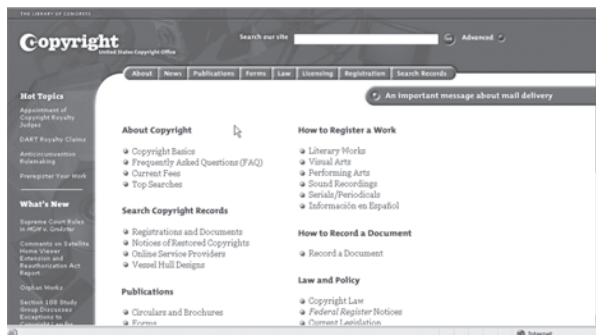 THE LIBRARY OF CONGRESS
Copyright
United States Copyright Office
Search our site
Go
Advanced
About
News
Publications
Forms
Law
Licensing
Registration
Search Records
An important message about mail delivery
Hot Topics
Appointment of
Copyright Royalty
Judges
DART Royalty Claims
Anticircumvention
Rulemaking
Preregister Your Work
What's New
Supreme Court Rules
in MGM v. Grokster
Comments on Satellite
Home Viewer
Extension and
Reauthorization Act
Report
Orphan Works
Section 108 Study
Group Discusses
Exceptions to
About Copyright
Copyright Basics
Frequently Asked Questions (FAQ)
Current Fees
Top Searches
Search Copyright Records
Registrations and Documents
Notices of Restored Copyrights
Online Service Providers
Vessel Hull Designs
Publications
Circulars and Brochures
Forms
How to Register a Work
Literary Works
Visual Arts
Performing Arts
Sound Recordings
Serials/Periodicals
Información en Español
How to Record a Document
Record a Document
Law and Policy
Copyright Law
Federal Register Notices
Current Legislation
Internet